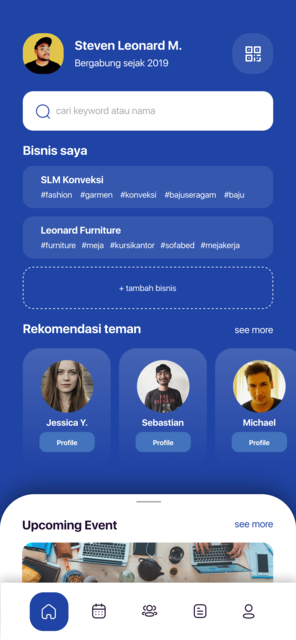 Steven Leonard M.
Bergabung sejak 2019
cari keyword atau nama
Bisnis saya
SLM Konveksi
#fashion #garmen #konveksi #bajuseragam #baju
Leonard Furniture
#furniture #meja #kursikantor #sofabed #mejakerja
+ tambah bisnis
Rekomendasi teman see more
Jessica Y. Sebastian Michael
Profile Profile Profile
Upcoming Event see more